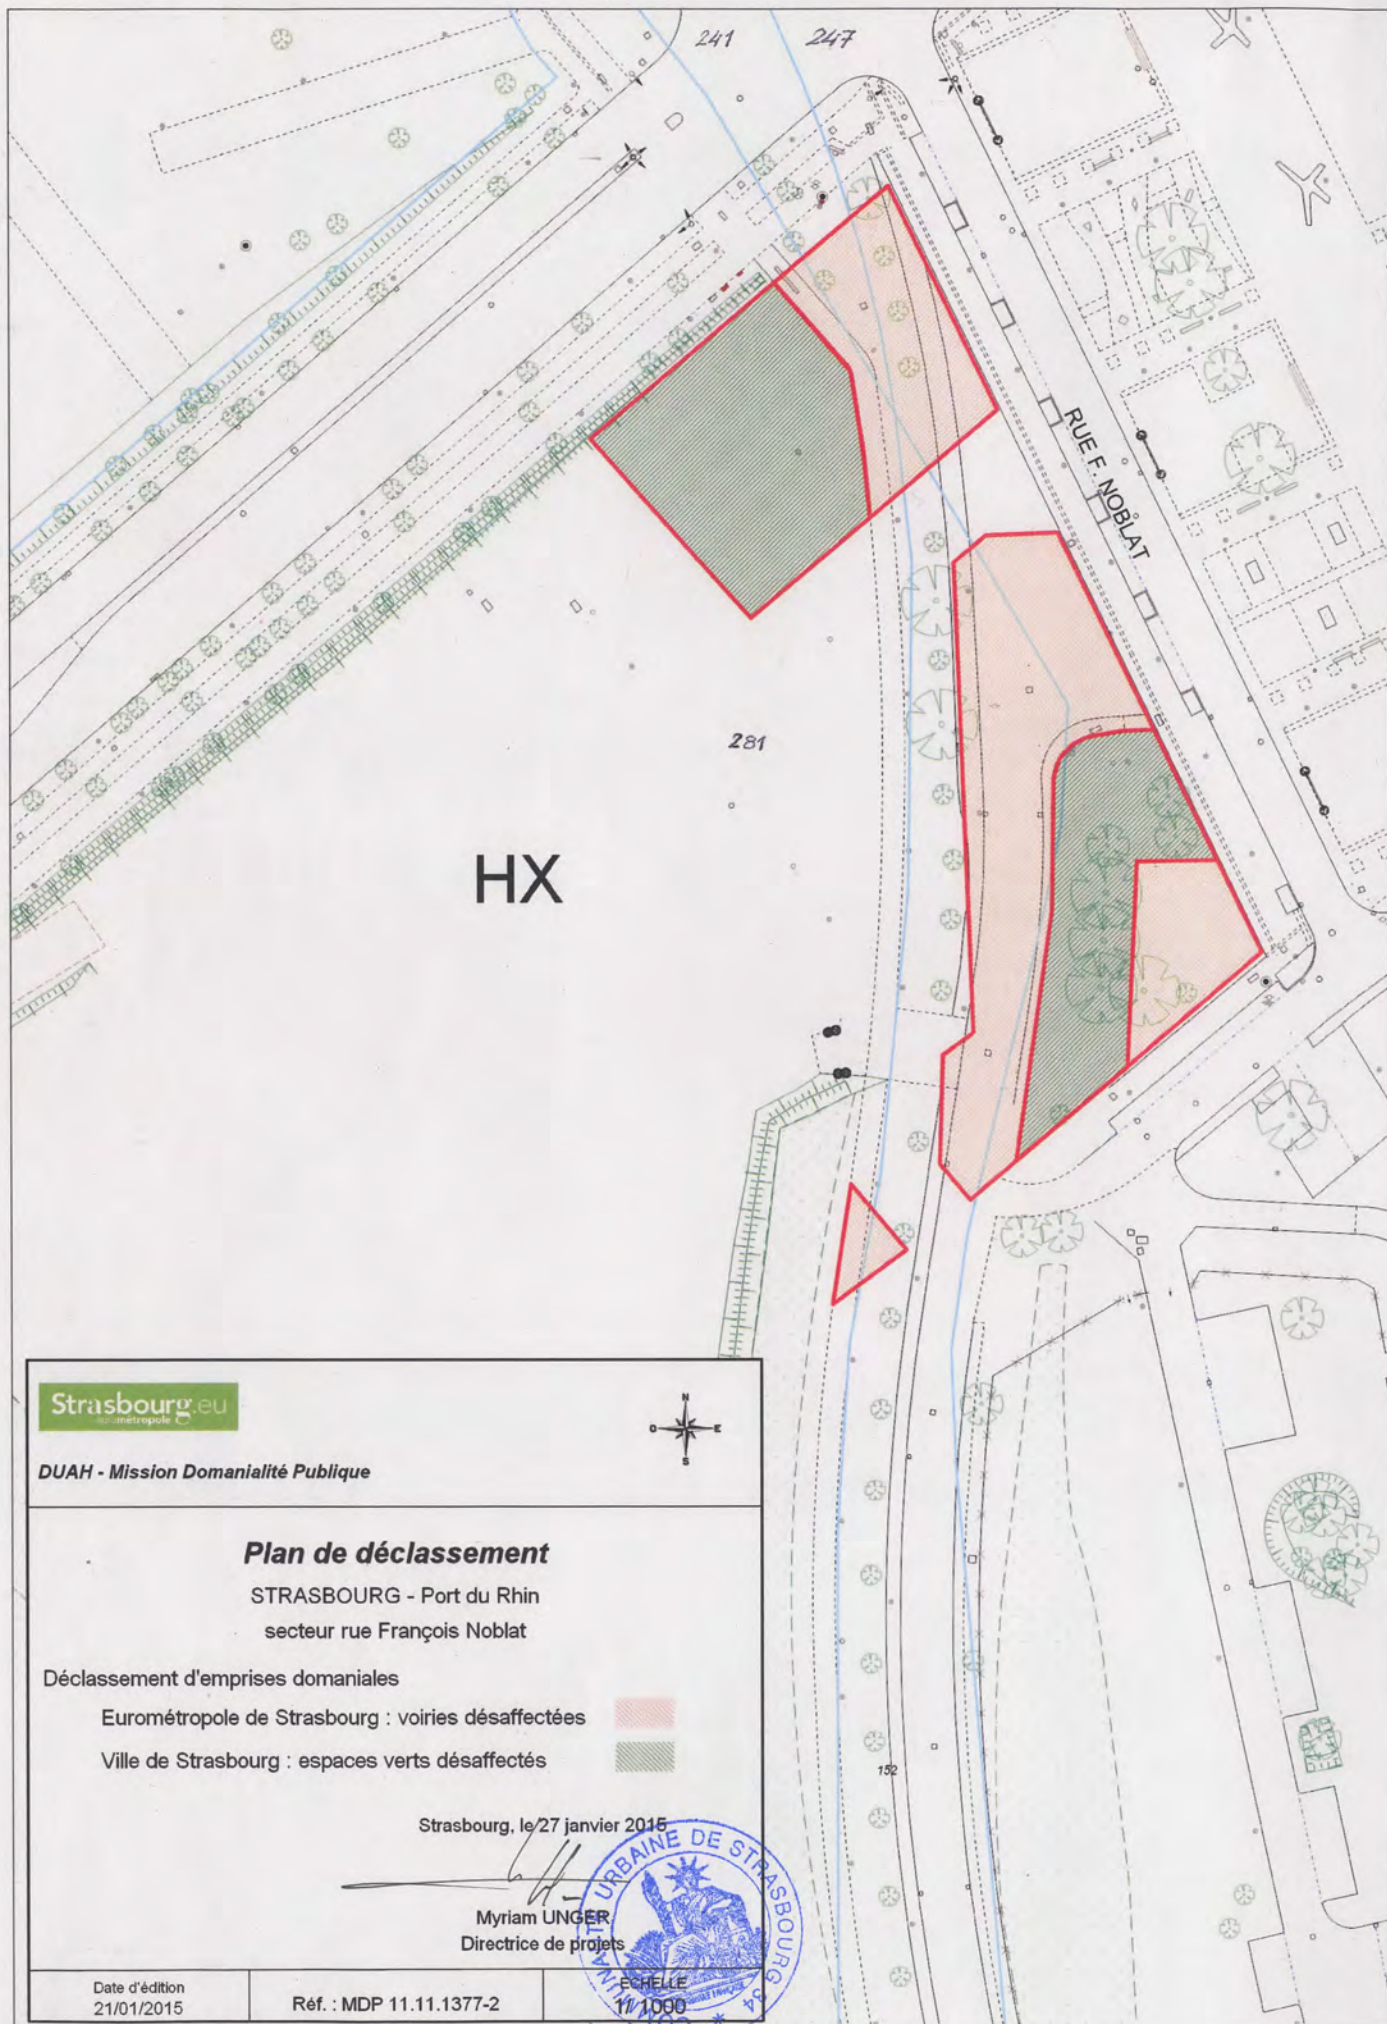 241 247
RUE F. NOBLAT
281
HX
152
Strasbourg.eu
eurométropole
N
O E
S
DUAH - Mission Domanialité Publique
Plan de déclassement
STRASBOURG - Port du Rhin
secteur rue François Noblat
Déclassement d'emprises domaniales
Eurométropole de Strasbourg : voiries désaffectées
Ville de Strasbourg : espaces verts désaffectés
Strasbourg, le 27 janvier 2015
Myriam UNGER
Directrice de projets
COMMUNAUTÉ URBAINE DE STRASBOURG 34
Date d'édition
21/01/2015
Réf. : MDP 11.11.1377-2
ECHELLE
1/ 1000